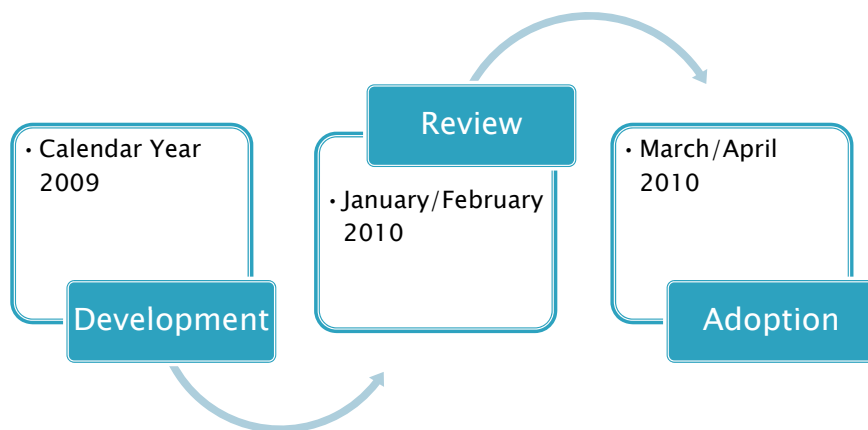 • Calendar Year
2009
Development
Review
• January/February
2010
• March/April
2010
Adoption